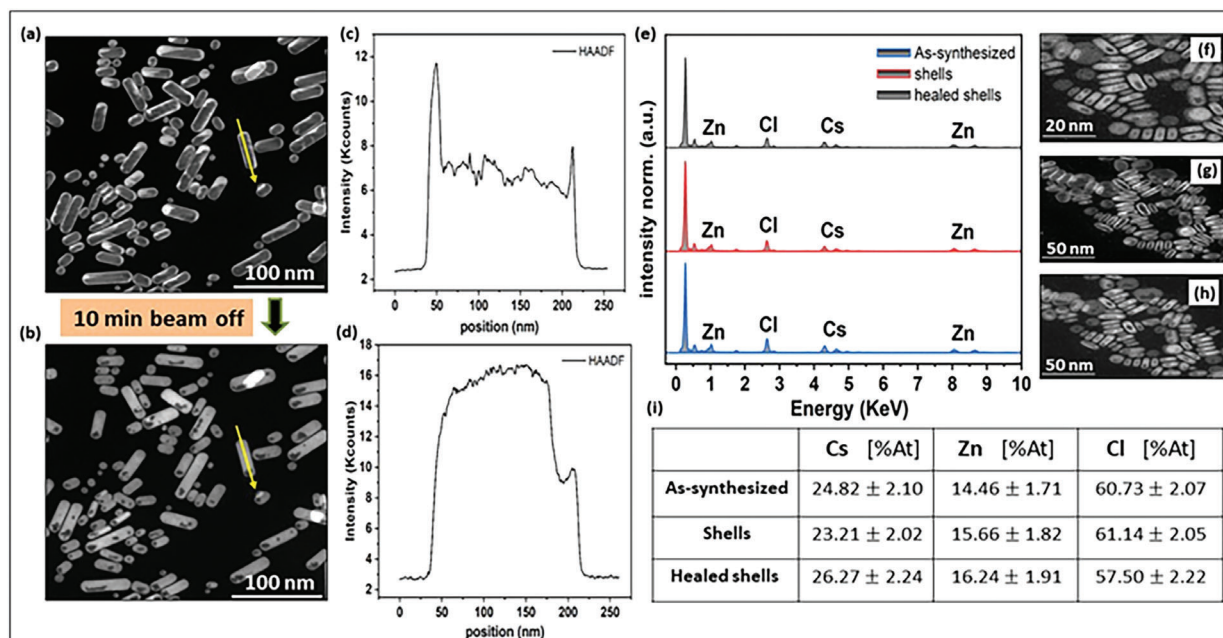 (a)
100 nm
10 min beam off
(b)
100 nm
(c)
HAADF
Intensity (Kcounts)
12
10
8
6
4
2
0 50 100 150 200 250
position (nm)
(d)
HAADF
Intensity (Kcounts)
18
16
14
12
10
8
6
4
2
0 50 100 150 200 250
position (nm)
(e)
As-synthesized
shells
healed shells
intensity norm. (a.u.)
Zn Cl Cs Zn
Zn Cl Cs Zn
Zn Cl Cs Zn
0 1 2 3 4 5 6 7 8 9 10
Energy (KeV)
(f)
20 nm
(g)
50 nm
(h)
50 nm
(i)
Cs [%At] Zn [%At] Cl [%At]
As-synthesized 24.82 ± 2.10 14.46 ± 1.71 60.73 ± 2.07
Shells 23.21 ± 2.02 15.66 ± 1.82 61.14 ± 2.05
Healed shells 26.27 ± 2.24 16.24 ± 1.91 57.50 ± 2.22